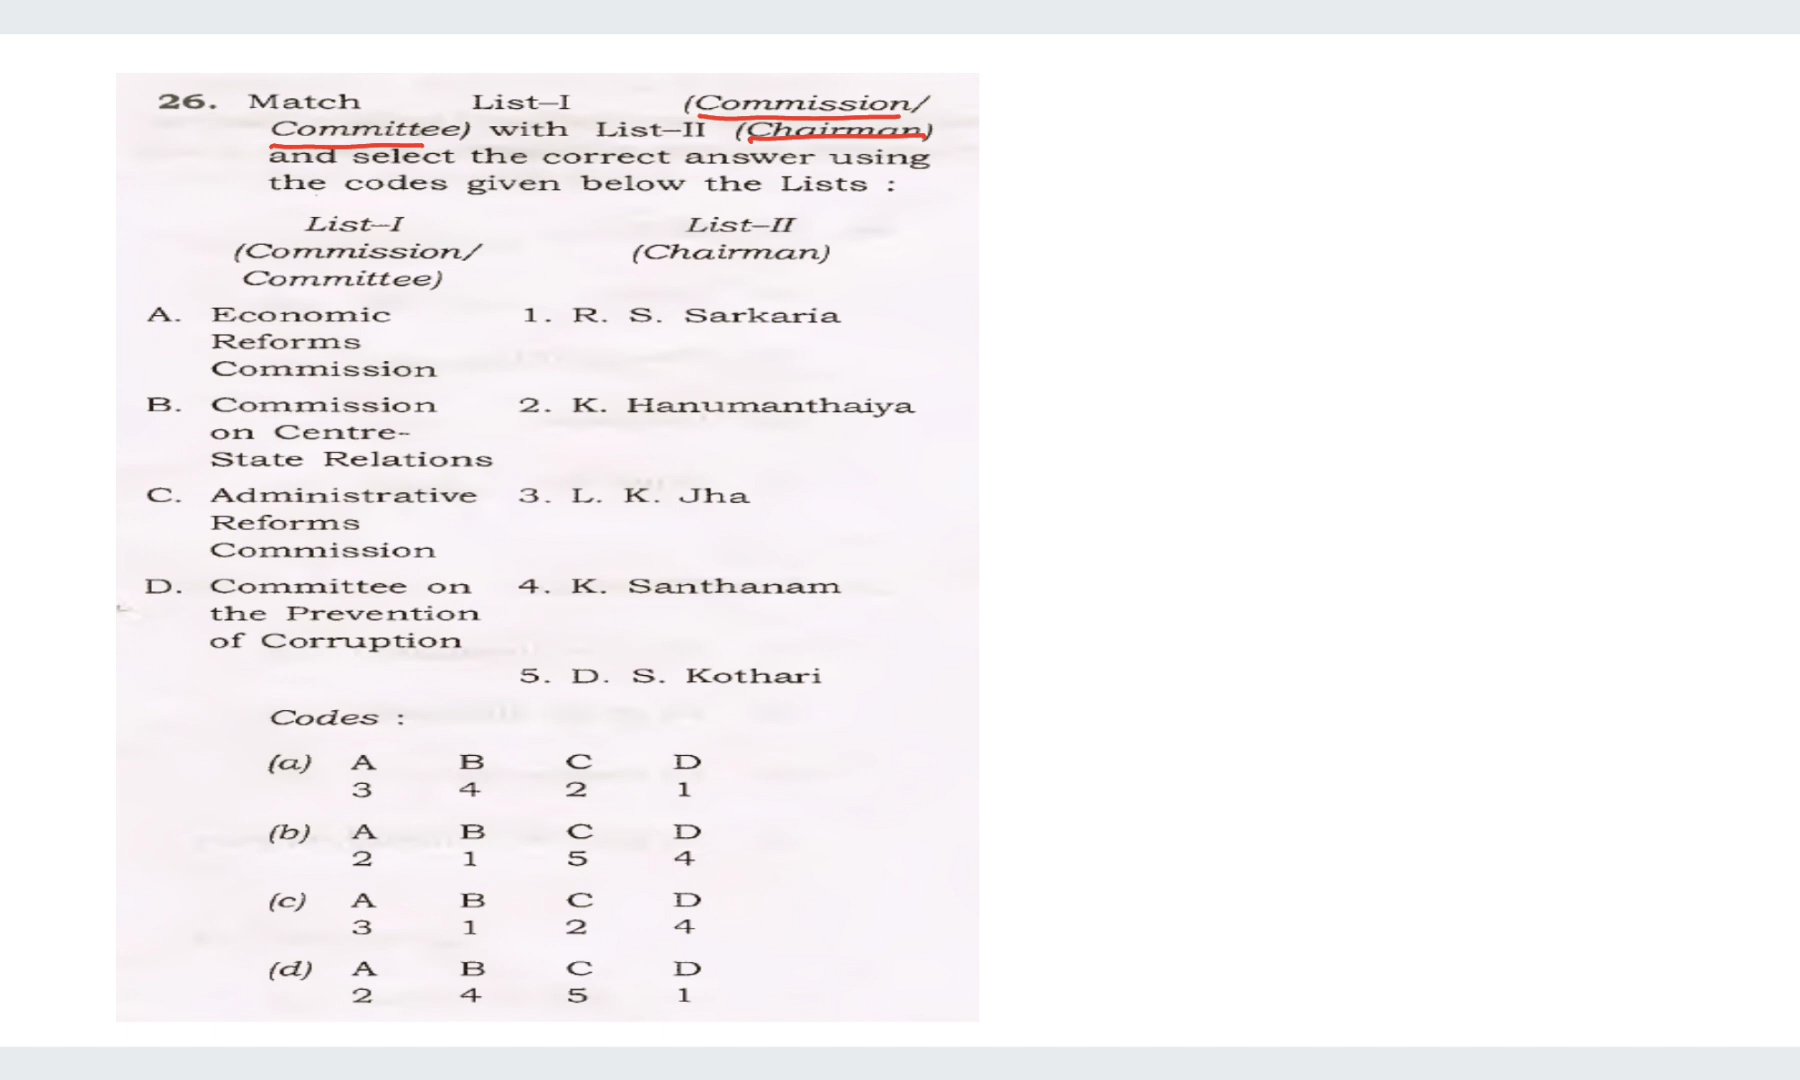 26. Match List–I (Commission/
Committee) with List–II (Chairman)
and select the correct answer using
the codes given below the Lists :
List–I List–II
(Commission/ (Chairman)
Committee)
A. Economic 1. R. S. Sarkaria
Reforms
Commission
B. Commission 2. K. Hanumanthaiya
on Centre-
State Relations
C. Administrative 3. L. K. Jha
Reforms
Commission
D. Committee on 4. K. Santhanam
the Prevention
of Corruption
5. D. S. Kothari
Codes :
(a) A B C D
3 4 2 1
(b) A B C D
2 1 5 4
(c) A B C D
3 1 2 4
(d) A B C D
2 4 5 1